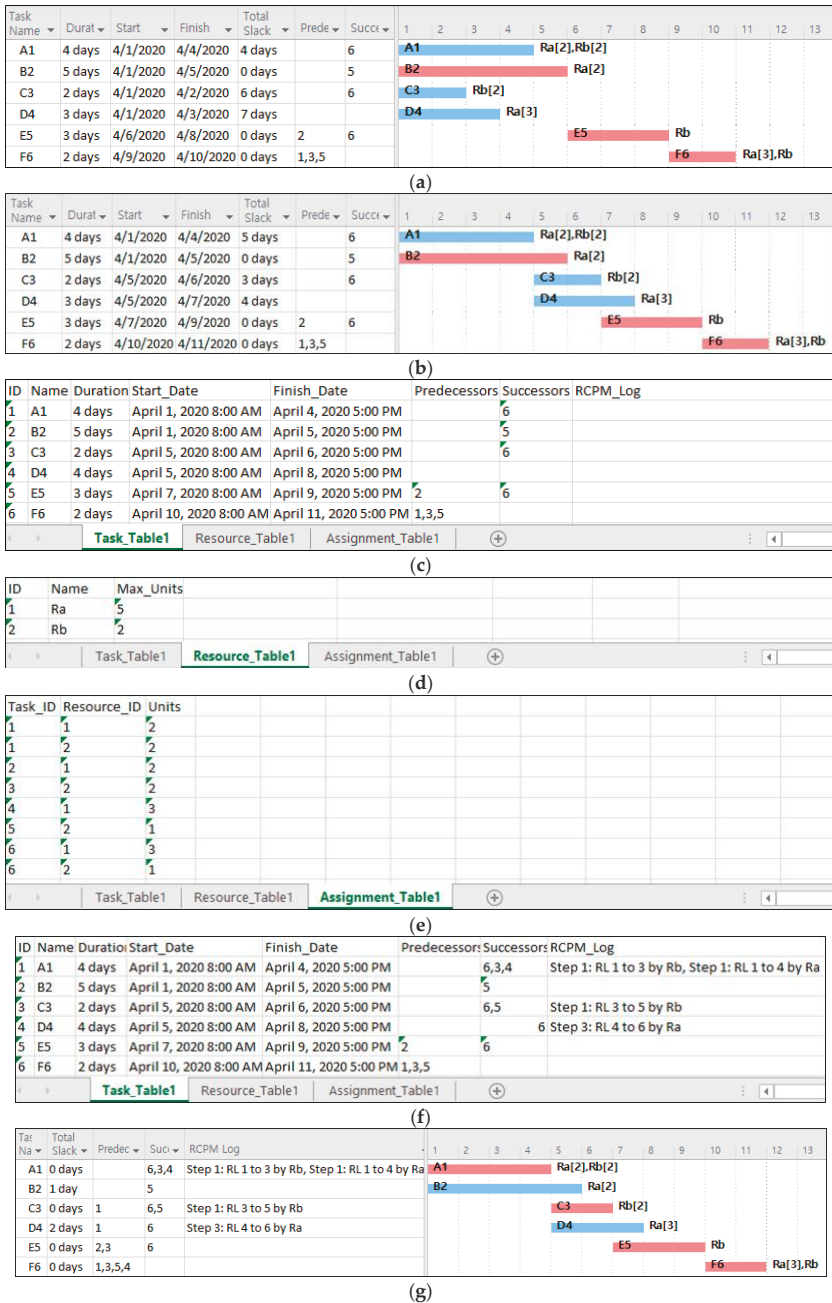 Task Name Durat Start Finish Total Slack Prede Succe 1 2 3 4 5 6 7 8 9 10 11 12 13
A1 4 days 4/1/2020 4/4/2020 4 days 6 A1 Ra[2],Rb[2]
B2 5 days 4/1/2020 4/5/2020 0 days 5 B2 Ra[2]
C3 2 days 4/1/2020 4/2/2020 6 days 6 C3 Rb[2]
D4 3 days 4/1/2020 4/3/2020 7 days D4 Ra[3]
E5 3 days 4/6/2020 4/8/2020 0 days 2 6 E5 Rb
F6 2 days 4/9/2020 4/10/2020 0 days 1,3,5 F6 Ra[3],Rb
(a)
Task Name Durat Start Finish Total Slack Prede Succe 1 2 3 4 5 6 7 8 9 10 11 12 13
A1 4 days 4/1/2020 4/4/2020 5 days 6 A1 Ra[2],Rb[2]
B2 5 days 4/1/2020 4/5/2020 0 days 5 B2 Ra[2]
C3 2 days 4/5/2020 4/6/2020 3 days 6 C3 Rb[2]
D4 3 days 4/5/2020 4/7/2020 4 days D4 Ra[3]
E5 3 days 4/7/2020 4/9/2020 0 days 2 6 E5 Rb
F6 2 days 4/10/2020 4/11/2020 0 days 1,3,5 F6 Ra[3],Rb
(b)
ID Name Duration Start_Date Finish_Date Predecessors Successors RCPM_Log
1 A1 4 days April 1, 2020 8:00 AM April 4, 2020 5:00 PM 6
2 B2 5 days April 1, 2020 8:00 AM April 5, 2020 5:00 PM 5
3 C3 2 days April 5, 2020 8:00 AM April 6, 2020 5:00 PM 6
4 D4 4 days April 5, 2020 8:00 AM April 8, 2020 5:00 PM
5 E5 3 days April 7, 2020 8:00 AM April 9, 2020 5:00 PM 2 6
6 F6 2 days April 10, 2020 8:00 AM April 11, 2020 5:00 PM 1,3,5
Task_Table1 Resource_Table1 Assignment_Table1
(c)
ID Name Max_Units
1 Ra 5
2 Rb 2
Task_Table1 Resource_Table1 Assignment_Table1
(d)
Task_ID Resource_ID Units
1 1 2
1 2 2
2 1 2
3 2 2
4 1 3
5 2 1
6 1 3
6 2 1
Task_Table1 Resource_Table1 Assignment_Table1
(e)
ID Name Duratio Start_Date Finish_Date Predecessors Successors RCPM_Log
1 A1 4 days April 1, 2020 8:00 AM April 4, 2020 5:00 PM 6,3,4 Step 1: RL 1 to 3 by Rb, Step 1: RL 1 to 4 by Ra
2 B2 5 days April 1, 2020 8:00 AM April 5, 2020 5:00 PM 5
3 C3 2 days April 5, 2020 8:00 AM April 6, 2020 5:00 PM 6,5 Step 1: RL 3 to 5 by Rb
4 D4 4 days April 5, 2020 8:00 AM April 8, 2020 5:00 PM 6 Step 3: RL 4 to 6 by Ra
5 E5 3 days April 7, 2020 8:00 AM April 9, 2020 5:00 PM 2 6
6 F6 2 days April 10, 2020 8:00 AM April 11, 2020 5:00 PM 1,3,5
Task_Table1 Resource_Table1 Assignment_Table1
(f)
Tas Na Total Slack Predec Succ RCPM Log 1 2 3 4 5 6 7 8 9 10 11 12 13
A1 0 days 6,3,4 Step 1: RL 1 to 3 by Rb, Step 1: RL 1 to 4 by Ra A1 Ra[2],Rb[2]
B2 1 day 5 B2 Ra[2]
C3 0 days 1 6,5 Step 1: RL 3 to 5 by Rb C3 Rb[2]
D4 2 days 1 6 Step 3: RL 4 to 6 by Ra D4 Ra[3]
E5 0 days 2,3 6 E5 Rb
F6 0 days 1,3,5,4 F6 Ra[3],Rb
(g)